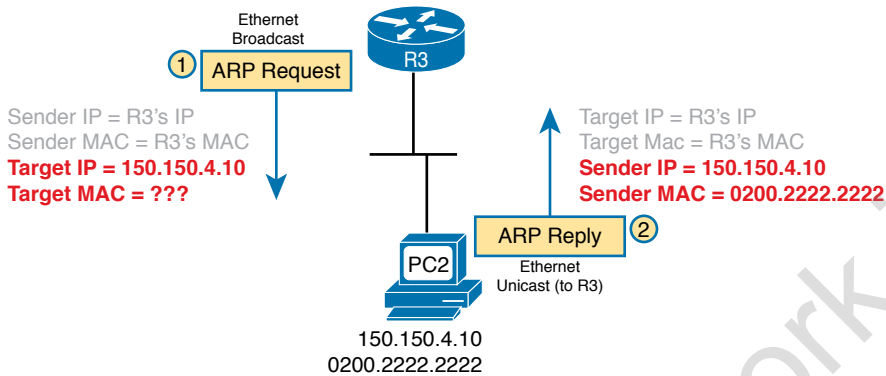 Ethernet
Broadcast
1
ARP Request
R3
Sender IP = R3's IP
Sender MAC = R3's MAC
Target IP = 150.150.4.10
Target MAC = ???
Target IP = R3's IP
Target Mac = R3's MAC
Sender IP = 150.150.4.10
Sender MAC = 0200.2222.2222
ARP Reply
2
Ethernet
Unicast (to R3)
PC2
150.150.4.10
0200.2222.2222